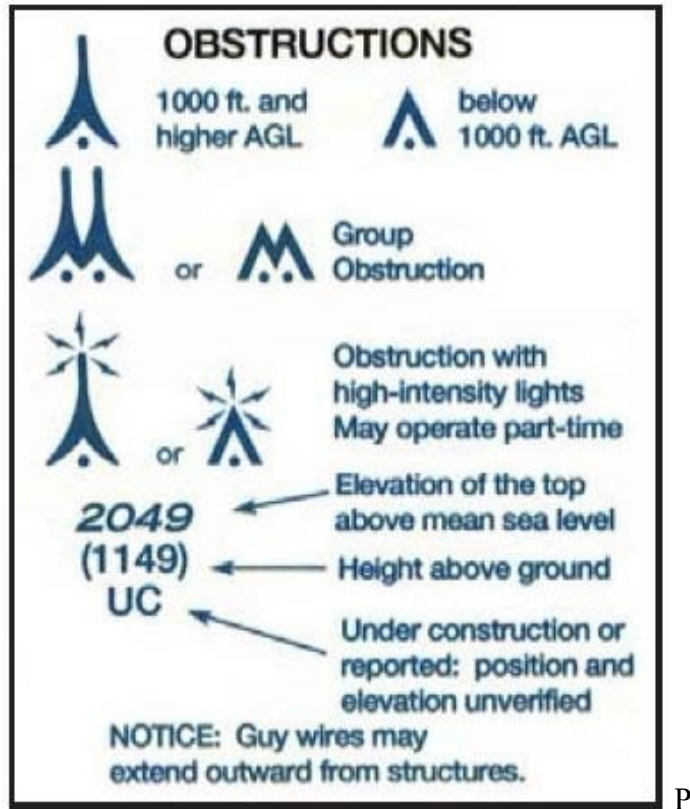 OBSTRUCTIONS
1000 ft. and
higher AGL
below
1000 ft. AGL
or
Group
Obstruction
or
Obstruction with
high-intensity lights
May operate part-time
2049
Elevation of the top
above mean sea level
(1149)
Height above ground
UC
Under construction or
reported: position and
elevation unverified
NOTICE: Guy wires may
extend outward from structures.
P